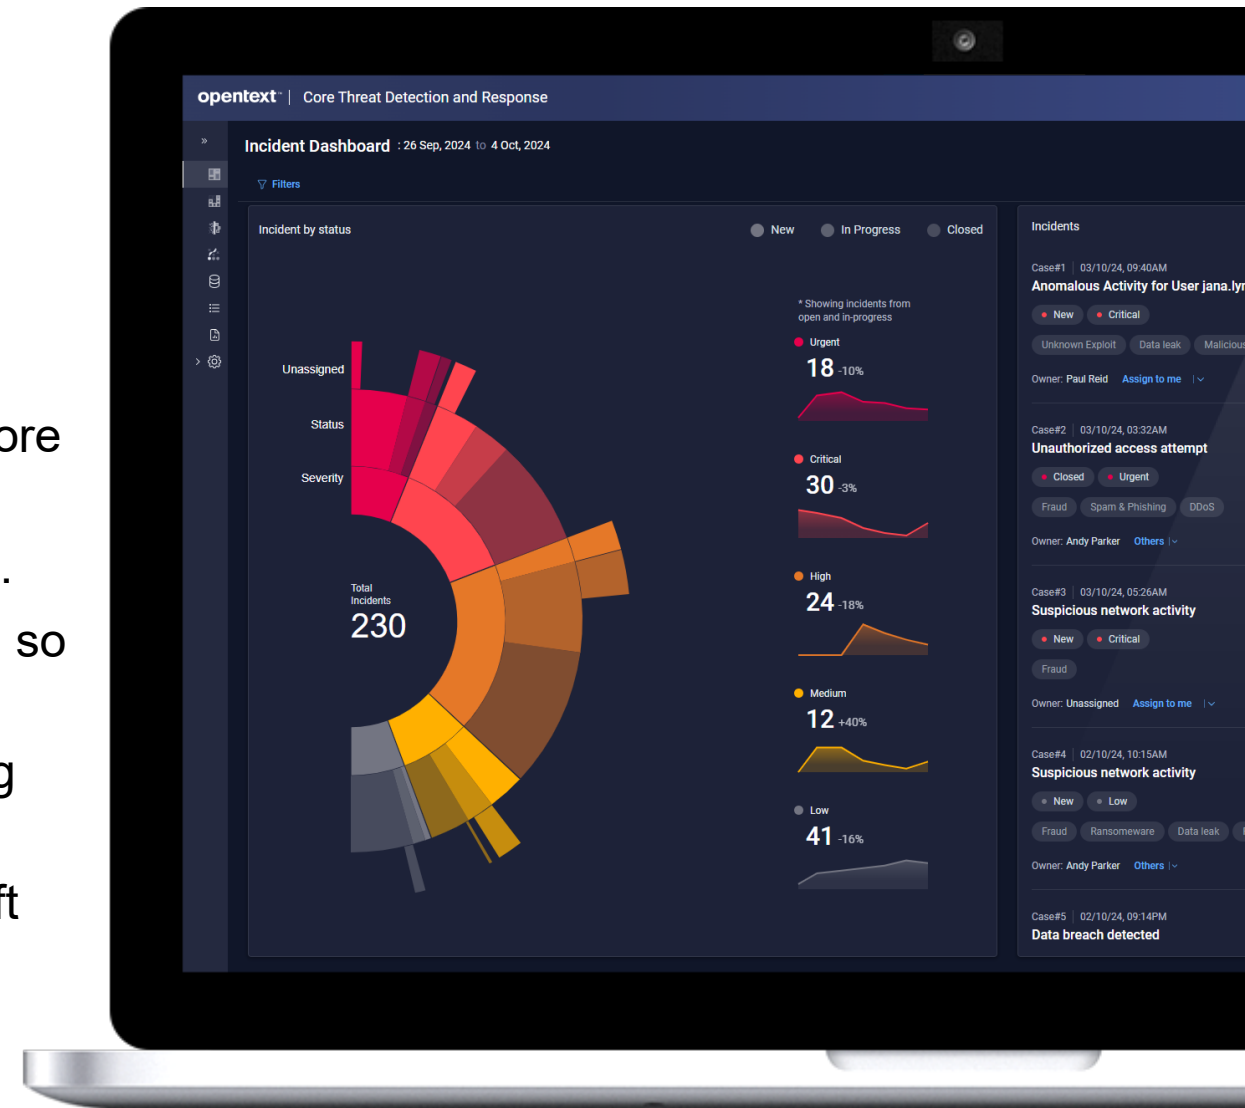 ore
.
so
g
ft
opentext™ | Core Threat Detection and Response
Incident Dashboard : 26 Sep, 2024 to 4 Oct, 2024
Filters
Incident by status
New In Progress Closed
* Showing incidents from
open and in-progress
Unassigned
Status
Severity
Total
Incidents
230
Urgent
18 -10%
Critical
30 -3%
High
24 -18%
Medium
12 +40%
Low
41 -16%
Incidents
Case#1 | 03/10/24, 09:40AM
Anomalous Activity for User jana.lyn
New Critical
Unknown Exploit Data leak Malicious
Owner: Paul Reid Assign to me
Case#2 | 03/10/24, 03:32AM
Unauthorized access attempt
Closed Urgent
Fraud Spam & Phishing DDoS
Owner: Andy Parker Others
Case#3 | 03/10/24, 05:26AM
Suspicious network activity
New Critical
Fraud
Owner: Unassigned Assign to me
Case#4 | 02/10/24, 10:15AM
Suspicious network activity
New Low
Fraud Ransomeware Data leak
Owner: Andy Parker Others
Case#5 | 02/10/24, 09:14PM
Data breach detected